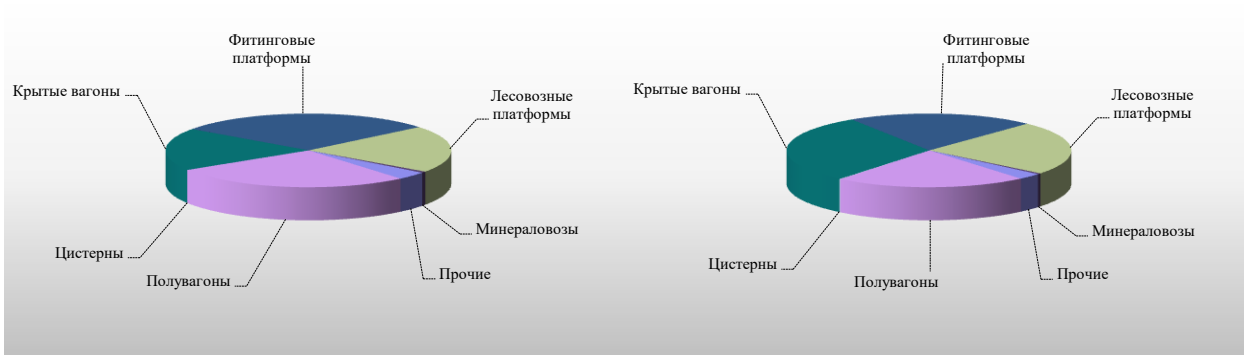 Фитинговые
платформы
Крытые вагоны
Лесовозные
платформы
Минераловозы
Цистерны
Прочие
Полувагоны
Фитинговые
платформы
Крытые вагоны
Лесовозные
платформы
Минераловозы
Цистерны
Прочие
Полувагоны